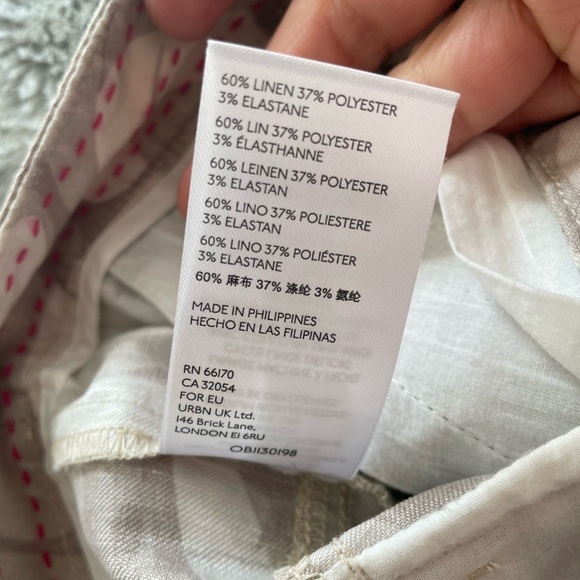 60% LINEN 37% POLYESTER
3% ELASTANE
60% LIN 37% POLYESTER
3% ÉLASTHANNE
60% LEINEN 37% POLYESTER
3% ELASTAN
60% LINO 37% POLIESTERE
3% ELASTAN
60% LINO 37% POLIÉSTER
3% ELASTANE
60% 麻布 37% 涤纶 3% 氨纶
MADE IN PHILIPPINES
HECHO EN LAS FILIPINAS
RN 66170
CA 32054
FOR EU
URBN UK Ltd.
146 Brick Lane,
LONDON E1 6RU
OB1130198